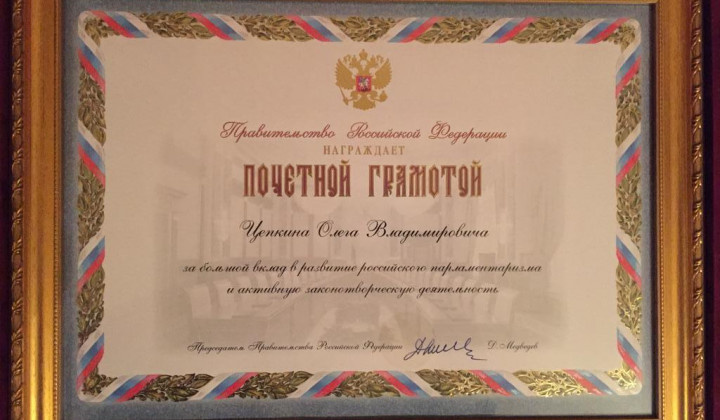 Правительство Российской Федерации
НАГРАЖДАЕТ
ПОЧЕТНОЙ ГРАМОТОЙ
Цепкина Олега Владимировича
за большой вклад в развитие российского парламентаризма
и активную законотворческую деятельность
Председатель Правительства Российской Федерации Д. Медведев